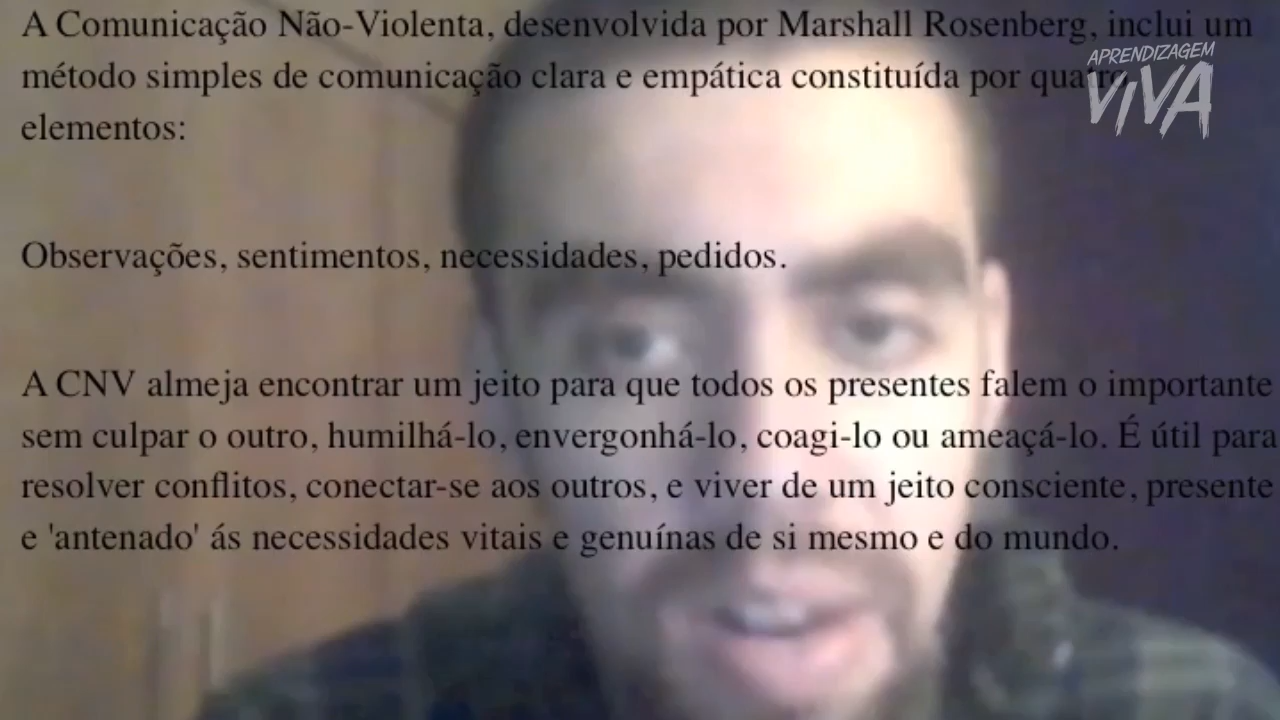 A Comunicação Não-Violenta, desenvolvida por Marshall Rosenberg, inclui um
método simples de comunicação clara e empática constituída por quatro
elementos:
Observações, sentimentos, necessidades, pedidos.
A CNV almeja encontrar um jeito para que todos os presentes falem o importante
sem culpar o outro, humilhá-lo, envergonhá-lo, coagi-lo ou ameaçá-lo. É útil para
resolver conflitos, conectar-se aos outros, e viver de um jeito consciente, presente
e 'antenado' ás necessidades vitais e genuínas de si mesmo e do mundo.
APRENDIZAGEM
ViVA